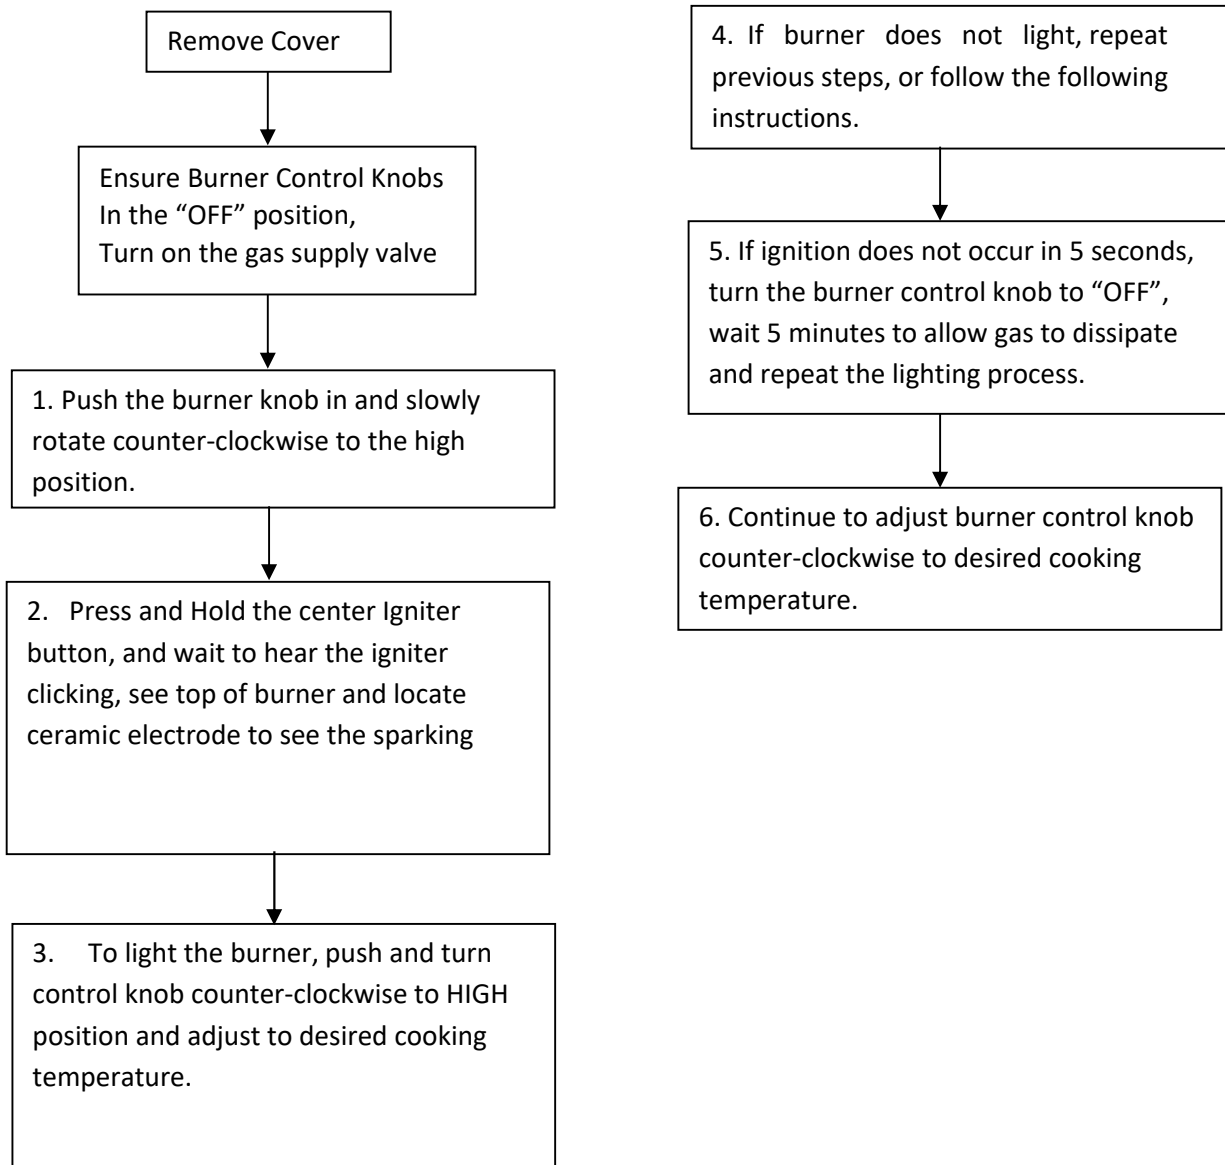 Remove Cover
Ensure Burner Control Knobs
In the “OFF” position,
Turn on the gas supply valve
1. Push the burner knob in and slowly
rotate counter-clockwise to the high
position.
2. Press and Hold the center Igniter
button, and wait to hear the igniter
clicking, see top of burner and locate
ceramic electrode to see the sparking
3. To light the burner, push and turn
control knob counter-clockwise to HIGH
position and adjust to desired cooking
temperature.
4. If burner does not light, repeat
previous steps, or follow the following
instructions.
5. If ignition does not occur in 5 seconds,
turn the burner control knob to “OFF”,
wait 5 minutes to allow gas to dissipate
and repeat the lighting process.
6. Continue to adjust burner control knob
counter-clockwise to desired cooking
temperature.